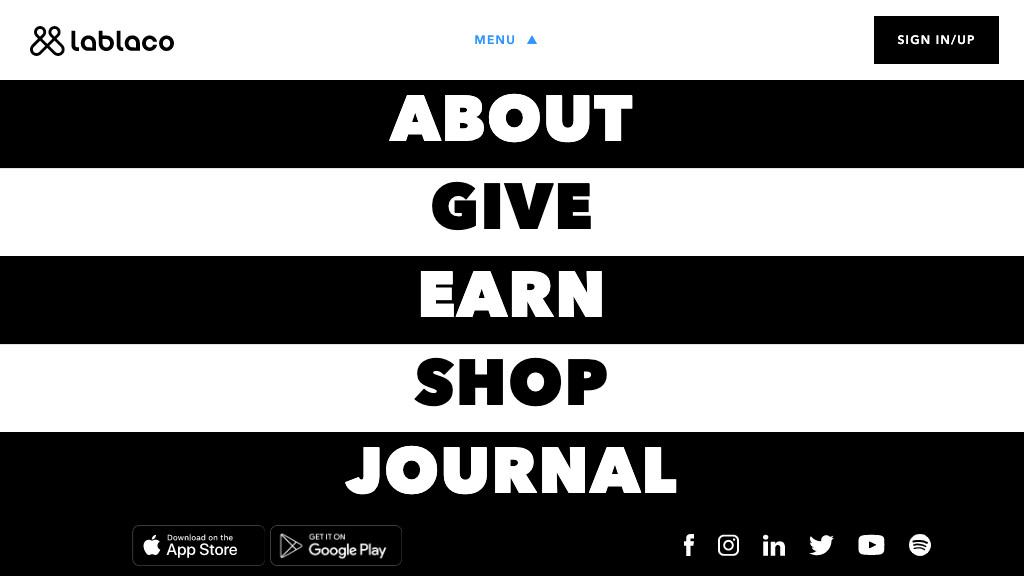 lablaco
MENU
SIGN IN/UP
ABOUT
GIVE
EARN
SHOP
JOURNAL
Download on the
App Store
GET IT ON
Google Play